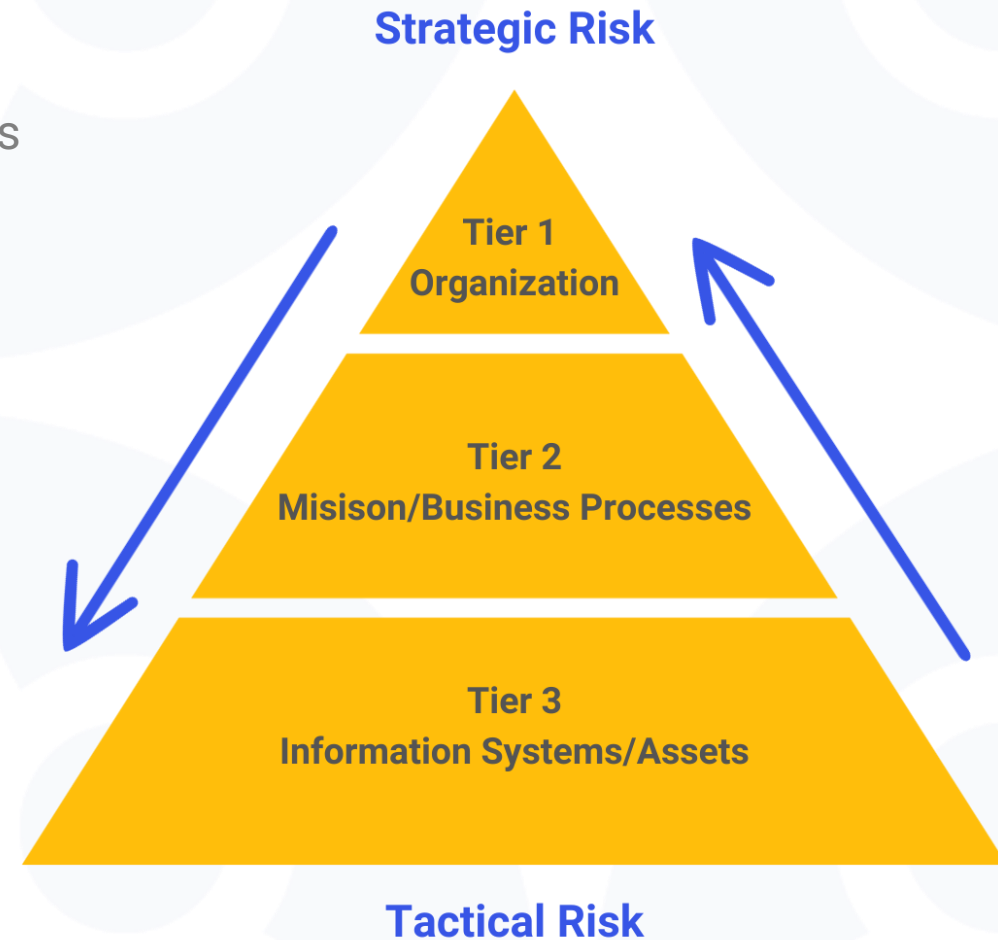 Strategic Risk
s
Tier 1
Organization
Tier 2
Misison/Business Processes
Tier 3
Information Systems/Assets
Tactical Risk